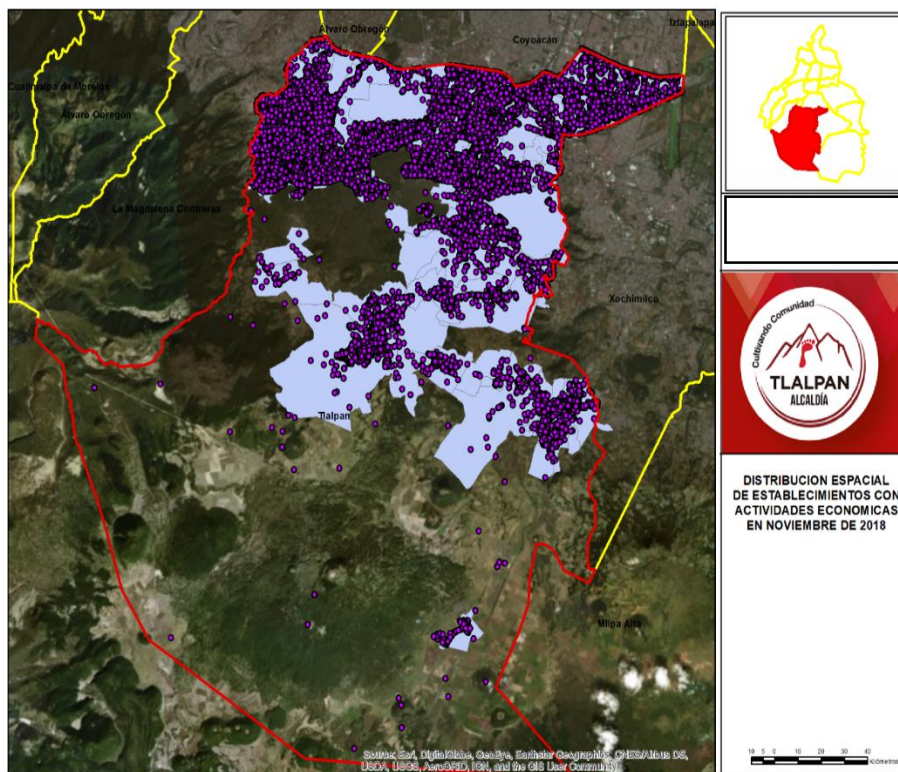 Álvaro Obregón
Coyoacán
Iztapalapa
Cuajimalpa de Morelos
Álvaro Obregón
La Magdalena Contreras
Xochimilco
Tlalpan
Milpa Alta
Source: Esri, DigitalGlobe, GeoEye, Earthstar Geographics, CNES/Airbus DS,
USDA, USGS, AeroGRID, IGN, and the GIS User Community
Cultivando Comunidad
TLALPAN
ALCALDÍA
DISTRIBUCION ESPACIAL
DE ESTABLECIMIENTOS CON
ACTIVIDADES ECONOMICAS
EN NOVIEMBRE DE 2018
10 5 0 10 20 30 40
Kilómetros